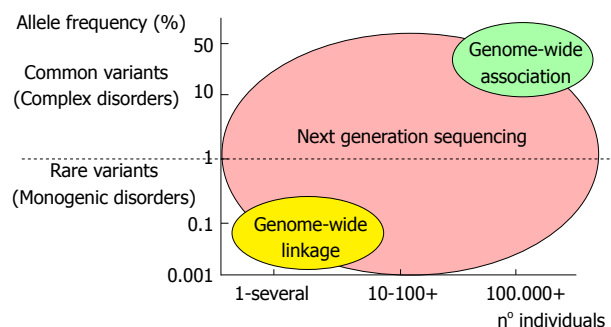 Allele frequency (%)
50
Genome-wide
association
Common variants
(Complex disorders)
10
Next generation sequencing
1
Rare variants
(Monogenic disorders)
0.1
Genome-wide
linkage
0.001
1-several
10-100+
100.000+
n° individuals